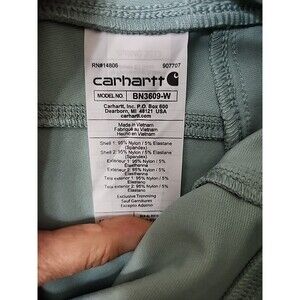 RN#14806 907707
carhartt
MODEL NO. BN3609-W
Carhartt, Inc. P.O. Box 600
Dearborn, MI 48121 USA
carhartt.com
Made in Vietnam
Fabriqué au Vietnam
Hecho en Vietnam
Shell 1: 95% Nylon / 5% Elastane
(Spandex)
Shell 2: 95% Nylon / 5% Elastane
(Spandex)
Extérieur 1: 95% Nylon / 5%
Élasthanne
Extérieur 2: 95% Nylon / 5%
Élasthanne
Tela exterior 1: 95% Nylon / 5%
Elastano
Tela exterior 2: 95% Nylon / 5%
Elastano
Exclusive Trimming
Sauf Garnitures
Excepto Adorno